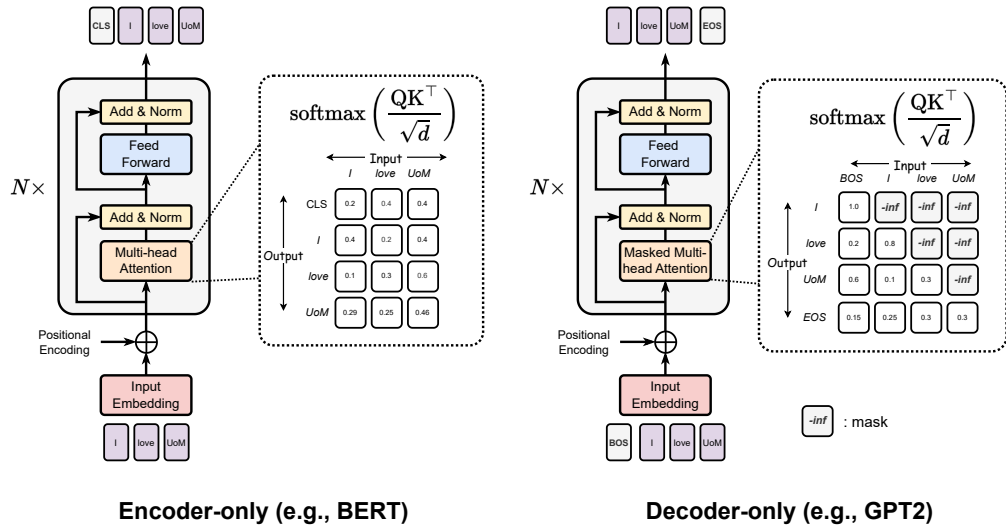 CLS I love UoM
Add & Norm
Feed
Forward
N×
Add & Norm
Multi-head
Attention
Positional
Encoding
Input
Embedding
I love UoM
softmax(QK⊤/√d)
Input
I love UoM
CLS 0.2 0.4 0.4
I 0.4 0.2 0.4
Output
love 0.1 0.3 0.6
UoM 0.29 0.25 0.46
Encoder-only (e.g., BERT)
I love UoM EOS
Add & Norm
Feed
Forward
N×
Add & Norm
Masked Multi-
head Attention
Positional
Encoding
Input
Embedding
BOS I love UoM
softmax(QK⊤/√d)
Input
BOS I love UoM
I 1.0 -inf -inf -inf
love 0.2 0.8 -inf -inf
Output
UoM 0.6 0.1 0.3 -inf
EOS 0.15 0.25 0.3 0.3
-inf : mask
Decoder-only (e.g., GPT2)